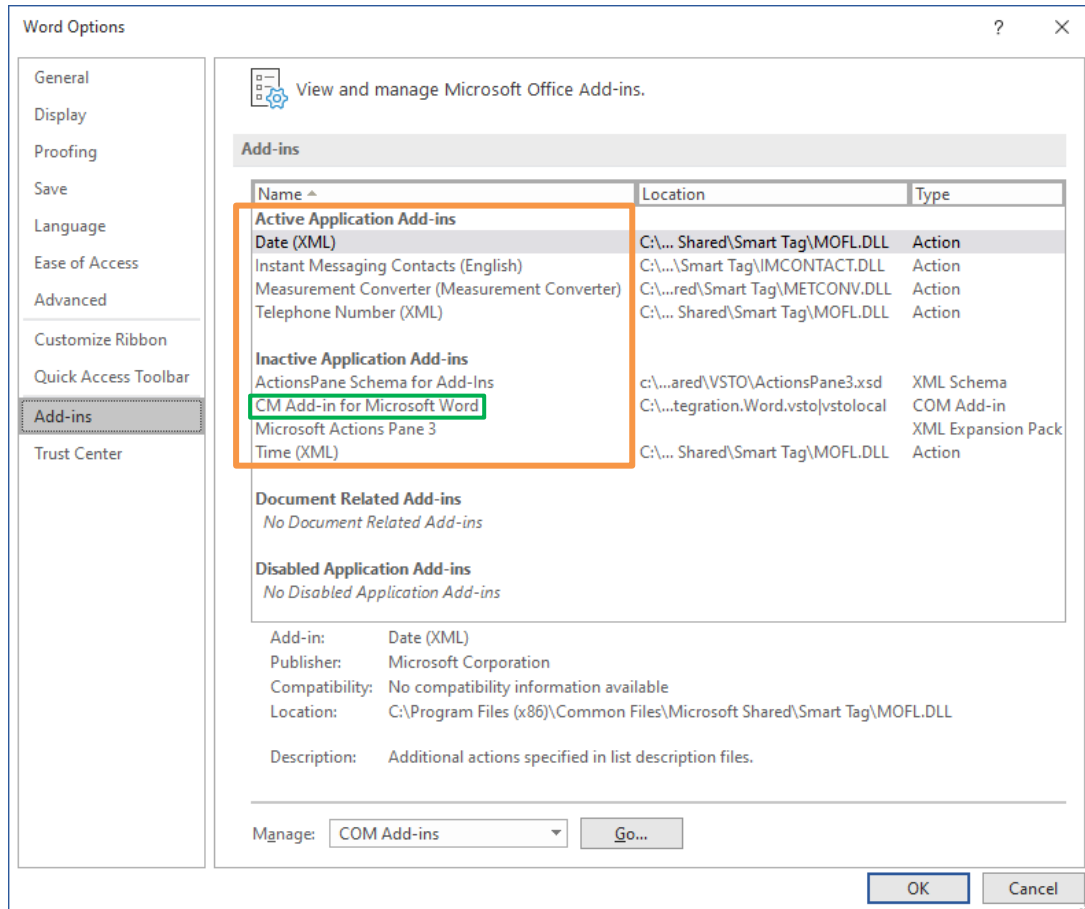 Word Options
?
General
Display
Proofing
Save
Language
Ease of Access
Advanced
Customize Ribbon
Quick Access Toolbar
Add-ins
Trust Center
View and manage Microsoft Office Add-ins.
Add-ins
Name Location Type
Active Application Add-ins
Date (XML) C:\... Shared\Smart Tag\MOFL.DLL Action
Instant Messaging Contacts (English) C:\...\Smart Tag\IMCONTACT.DLL Action
Measurement Converter (Measurement Converter) C:\...red\Smart Tag\METCONV.DLL Action
Telephone Number (XML) C:\... Shared\Smart Tag\MOFL.DLL Action
Inactive Application Add-ins
ActionsPane Schema for Add-Ins c:\...ared\VSTO\ActionsPane3.xsd XML Schema
CM Add-in for Microsoft Word C:\...tegration.Word.vsto|vstolocal COM Add-in
Microsoft Actions Pane 3 XML Expansion Pack
Time (XML) C:\... Shared\Smart Tag\MOFL.DLL Action
Document Related Add-ins
No Document Related Add-ins
Disabled Application Add-ins
No Disabled Application Add-ins
Add-in: Date (XML)
Publisher: Microsoft Corporation
Compatibility: No compatibility information available
Location: C:\Program Files (x86)\Common Files\Microsoft Shared\Smart Tag\MOFL.DLL
Description: Additional actions specified in list description files.
Manage: COM Add-ins Go...
OK Cancel